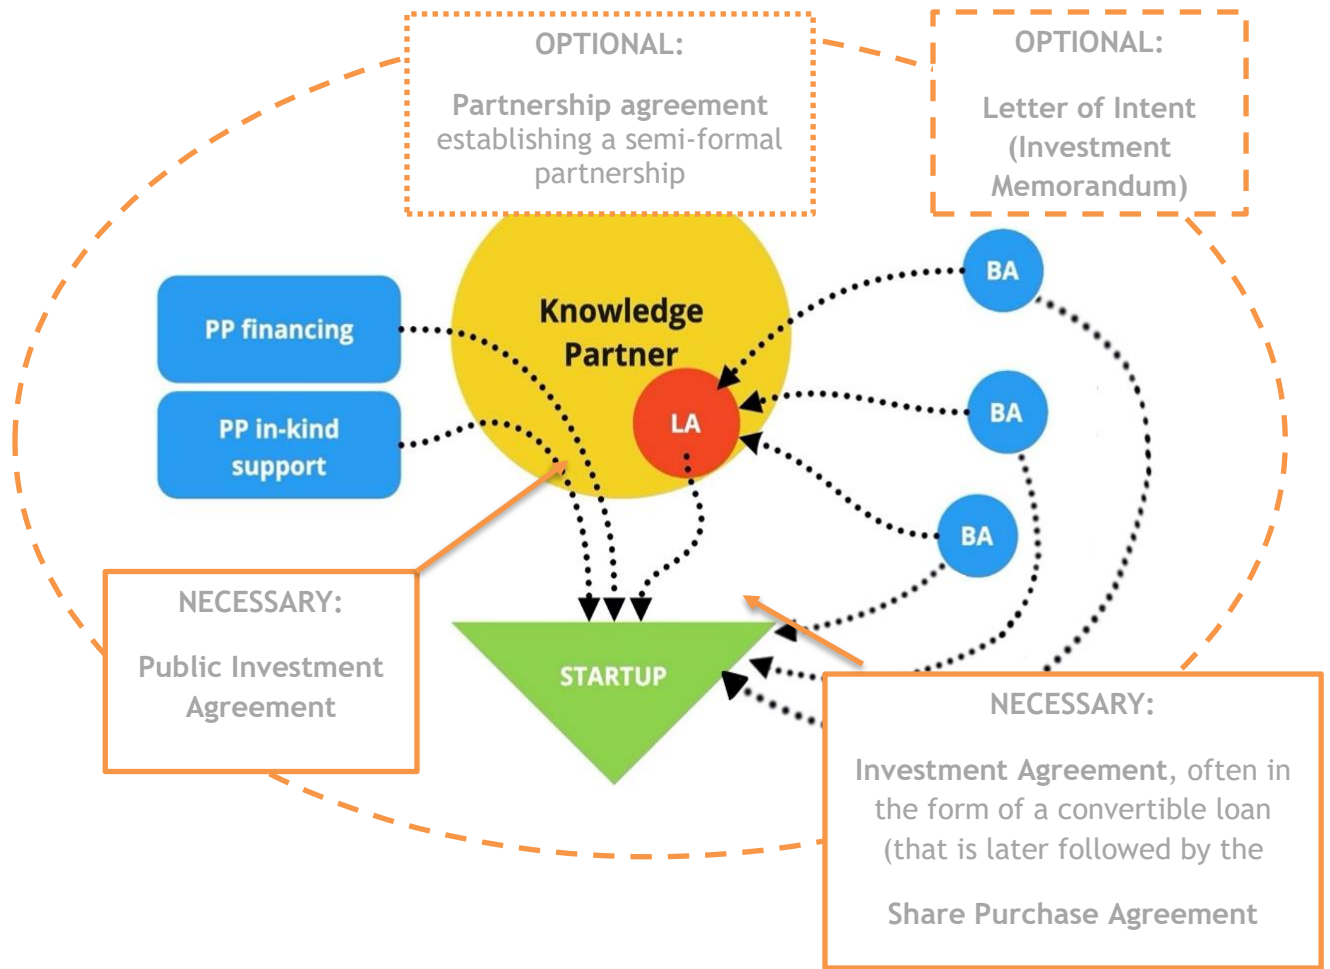 OPTIONAL:
Partnership agreement
establishing a semi-formal
partnership
OPTIONAL:
Letter of Intent
(Investment
Memorandum)
PP financing
PP in-kind
support
Knowledge
Partner
LA
BA
BA
BA
STARTUP
NECESSARY:
Public Investment
Agreement
NECESSARY:
Investment Agreement, often in
the form of a convertible loan
(that is later followed by the
Share Purchase Agreement